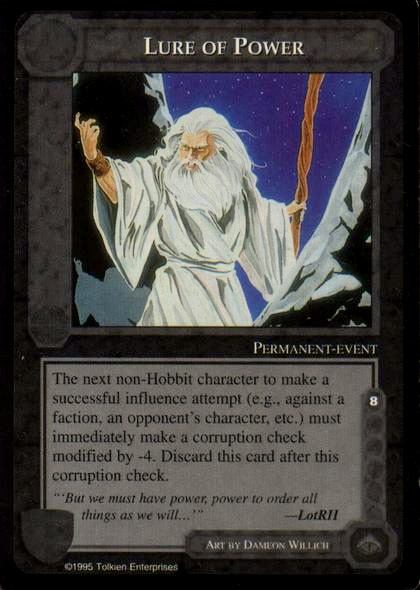 LURE OF POWER
PERMANENT-EVENT
The next non-Hobbit character to make a
successful influence attempt (e.g., against a
faction, an opponent's character, etc.) must
immediately make a corruption check
modified by -4. Discard this card after this
corruption check.
8
"'But we must have power, power to order all
things as we will…'" —LotRII
ART BY DAMEON WILLICH
©1995 Tolkien Enterprises